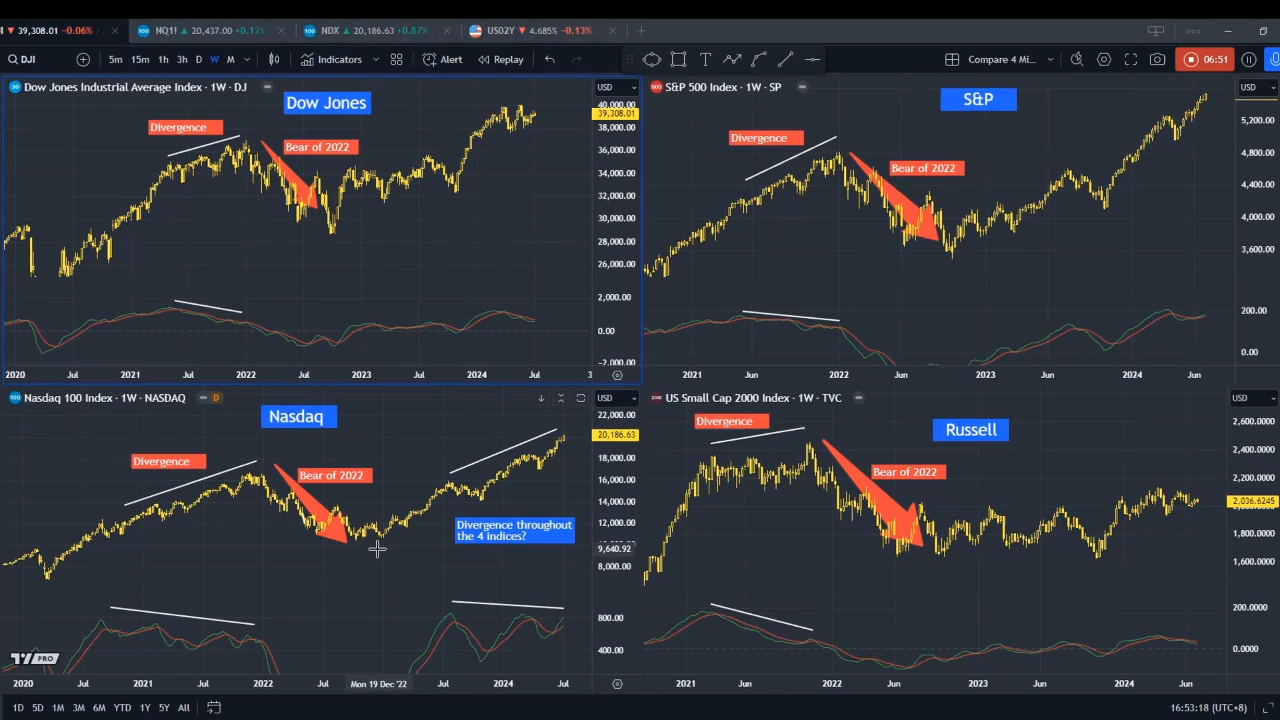 39,308.01 -0.06%
NQ1! 20,437.00 +0.12%
NDX 20,186.63 +0.87%
US02Y 4.685% -0.13%
DJI
5m 15m 1h 3h D W M
Indicators
Alert
Replay
Compare 4 Mi...
06:51
Dow Jones Industrial Average Index · 1W · DJ
Dow Jones
USD
Divergence
Bear of 2022
40,000.00
39,308.01
38,000.00
36,000.00
34,000.00
32,000.00
30,000.00
28,000.00
26,000.00
2,000.00
0.00
−2,000.00
2020 Jul 2021 Jul 2022 Jul 2023 Jul 2024 Jul 3
S&P 500 Index · 1W · SP
S&P
USD
Divergence
Bear of 2022
5,200.00
4,800.00
4,400.00
4,000.00
3,600.00
200.00
0.00
2021 Jun 2022 Jun 2023 Jun 2024 Jun
Nasdaq 100 Index · 1W · NASDAQ D
Nasdaq
USD
Divergence
Bear of 2022
Divergence throughout
the 4 indices?
22,000.00
20,186.63
18,000.00
16,000.00
14,000.00
12,000.00
9,640.92
8,000.00
800.00
400.00
PRO
2020 Jul 2021 Jul 2022 Jul Mon 19 Dec '22 Jul 2024 Jul
US Small Cap 2000 Index · 1W · TVC
Russell
USD
Divergence
Bear of 2022
2,600.0000
2,400.0000
2,200.0000
2,036.6245
1,800.0000
1,600.0000
200.0000
0.0000
2021 Jun 2022 Jun 2023 Jun 2024 Jun
1D 5D 1M 3M 6M YTD 1Y 5Y All
16:53:18 (UTC+8)